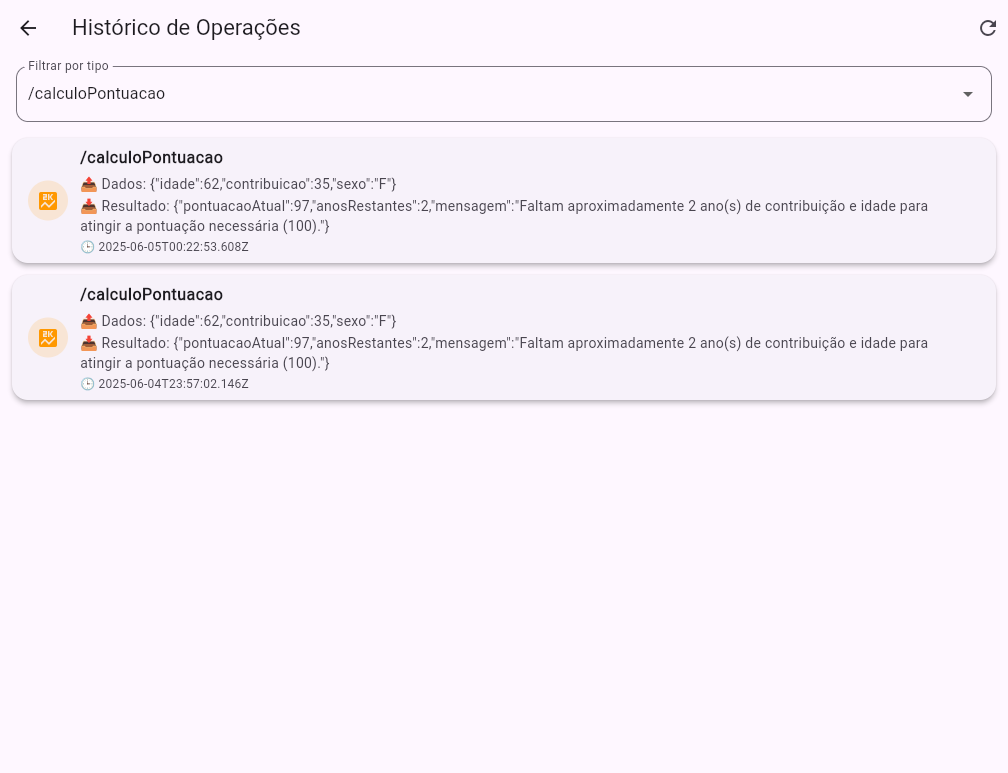 Histórico de Operações
Filtrar por tipo
/calculoPontuacao
/calculoPontuacao
📤 Dados: {"idade":62,"contribuicao":35,"sexo":"F"}
📥 Resultado: {"pontuacaoAtual":97,"anosRestantes":2,"mensagem":"Faltam aproximadamente 2 ano(s) de contribuição e idade para
atingir a pontuação necessária (100)."}
🕒 2025-06-05T00:22:53.608Z
/calculoPontuacao
📤 Dados: {"idade":62,"contribuicao":35,"sexo":"F"}
📥 Resultado: {"pontuacaoAtual":97,"anosRestantes":2,"mensagem":"Faltam aproximadamente 2 ano(s) de contribuição e idade para
atingir a pontuação necessária (100)."}
🕒 2025-06-04T23:57:02.146Z